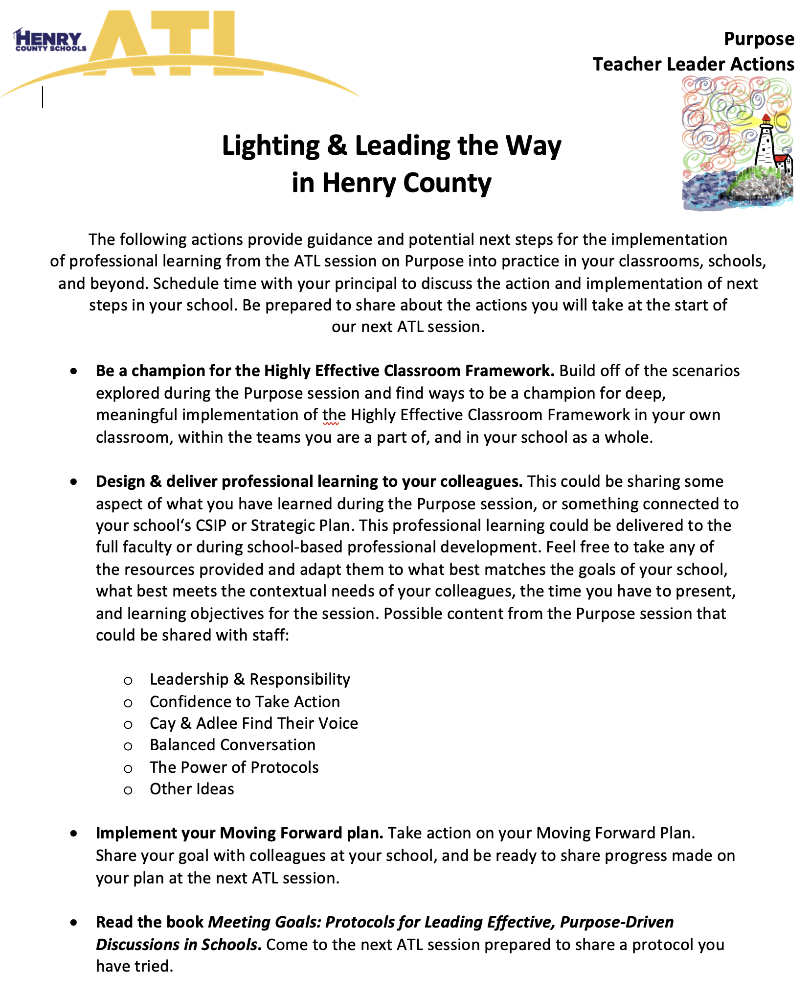 HENRY
COUNTY SCHOOLS
ATL
Purpose
Teacher Leader Actions
Lighting & Leading the Way
in Henry County
The following actions provide guidance and potential next steps for the implementation
of professional learning from the ATL session on Purpose into practice in your classrooms, schools,
and beyond. Schedule time with your principal to discuss the action and implementation of next
steps in your school. Be prepared to share about the actions you will take at the start of
our next ATL session.
• Be a champion for the Highly Effective Classroom Framework. Build off of the scenarios
explored during the Purpose session and find ways to be a champion for deep,
meaningful implementation of the Highly Effective Classroom Framework in your own
classroom, within the teams you are a part of, and in your school as a whole.
• Design & deliver professional learning to your colleagues. This could be sharing some
aspect of what you have learned during the Purpose session, or something connected to
your school‘s CSIP or Strategic Plan. This professional learning could be delivered to the
full faculty or during school-based professional development. Feel free to take any of
the resources provided and adapt them to what best matches the goals of your school,
what best meets the contextual needs of your colleagues, the time you have to present,
and learning objectives for the session. Possible content from the Purpose session that
could be shared with staff:
o Leadership & Responsibility
o Confidence to Take Action
o Cay & Adlee Find Their Voice
o Balanced Conversation
o The Power of Protocols
o Other Ideas
• Implement your Moving Forward plan. Take action on your Moving Forward Plan.
Share your goal with colleagues at your school, and be ready to share progress made on
your plan at the next ATL session.
• Read the book Meeting Goals: Protocols for Leading Effective, Purpose-Driven
Discussions in Schools. Come to the next ATL session prepared to share a protocol you
have tried.